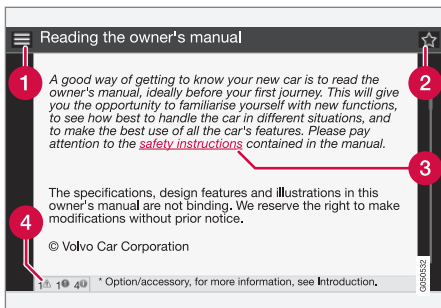 Reading the owner's manual
1
2
A good way of getting to know your new car is to read the
owner's manual, ideally before your first journey. This will give
you the opportunity to familiarise yourself with new functions,
to see how best to handle the car in different situations, and
to make the best use of all the car's features. Please pay
attention to the safety instructions contained in the manual.
3
The specifications, design features and illustrations in this
owner's manual are not binding. We reserve the right to make
modifications without prior notice.
© Volvo Car Corporation
4
1 1 4 * Option/accessory, for more information, see Introduction.
G050532